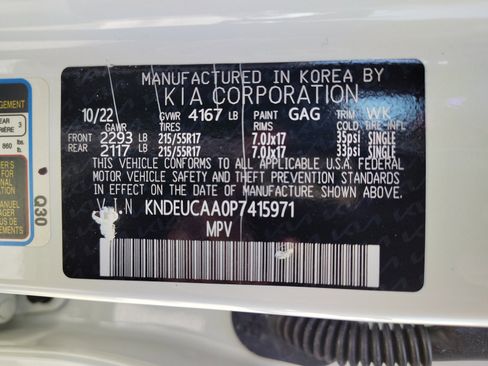 MANUFACTURED IN KOREA BY
KIA CORPORATION
10/22 GVWR 4167 LB PAINT GAG TRIM WK
GAWR TIRES RIMS COLD TIRE INFL
FRONT 2293 LB 215/55R17 7.0Jx17 35psi SINGLE
REAR 2117 LB 215/55R17 7.0Jx17 33psi SINGLE
THIS VEHICLE CONFORMS TO ALL APPLICABLE U.S.A. FEDERAL
MOTOR VEHICLE SAFETY AND THEFT PREVENTION STANDARDS
IN EFFECT ON THE DATE OF MANUFACTURE SHOWN ABOVE
V I N KNDEUCAA0P7415971
MPV
Q30
3
860 lbs.